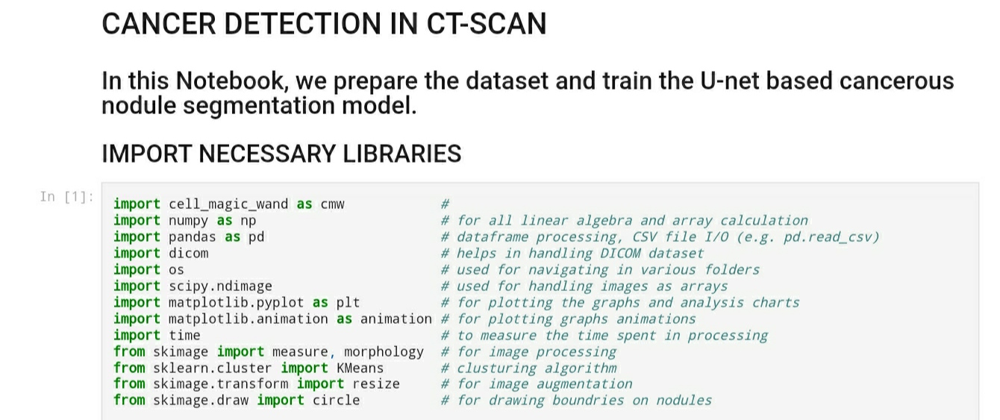 CANCER DETECTION IN CT-SCAN
In this Notebook, we prepare the dataset and train the U-net based cancerous
nodule segmentation model.
IMPORT NECESSARY LIBRARIES
In [1]:
import cell_magic_wand as cmw #
import numpy as np # for all linear algebra and array calculation
import pandas as pd # dataframe processing, CSV file I/O (e.g. pd.read_csv)
import dicom # helps in handling DICOM dataset
import os # used for navigating in various folders
import scipy.ndimage # used for handling images as arrays
import matplotlib.pyplot as plt # for plotting the graphs and analysis charts
import matplotlib.animation as animation # for plotting graphs animations
import time # to measure the time spent in processing
from skimage import measure, morphology # for image processing
from sklearn.cluster import KMeans # clusturing algorithm
from skimage.transform import resize # for image augmentation
from skimage.draw import circle # for drawing boundries on nodules